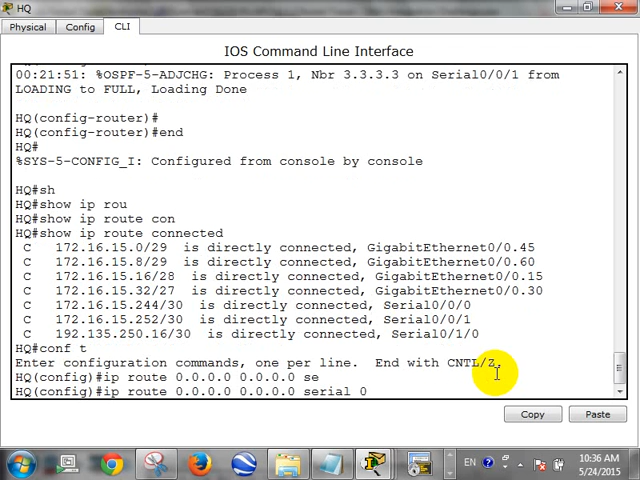 HQ
Physical
Config
CLI
IOS Command Line Interface
00:21:51: %OSPF-5-ADJCHG: Process 1, Nbr 3.3.3.3 on Serial0/0/1 from
LOADING to FULL, Loading Done
HQ(config-router)#
HQ(config-router)#end
HQ#
%SYS-5-CONFIG_I: Configured from console by console
HQ#sh
HQ#show ip rou
HQ#show ip route con
HQ#show ip route connected
C 172.16.15.0/29 is directly connected, GigabitEthernet0/0.45
C 172.16.15.8/29 is directly connected, GigabitEthernet0/0.60
C 172.16.15.16/28 is directly connected, GigabitEthernet0/0.15
C 172.16.15.32/27 is directly connected, GigabitEthernet0/0.30
C 172.16.15.244/30 is directly connected, Serial0/0/0
C 172.16.15.252/30 is directly connected, Serial0/0/1
C 192.135.250.16/30 is directly connected, Serial0/1/0
HQ#conf t
Enter configuration commands, one per line. End with CNTL/Z.
HQ(config)#ip route 0.0.0.0 0.0.0.0 se
HQ(config)#ip route 0.0.0.0 0.0.0.0 serial 0
Copy
Paste
EN
10:36 AM
5/24/2015